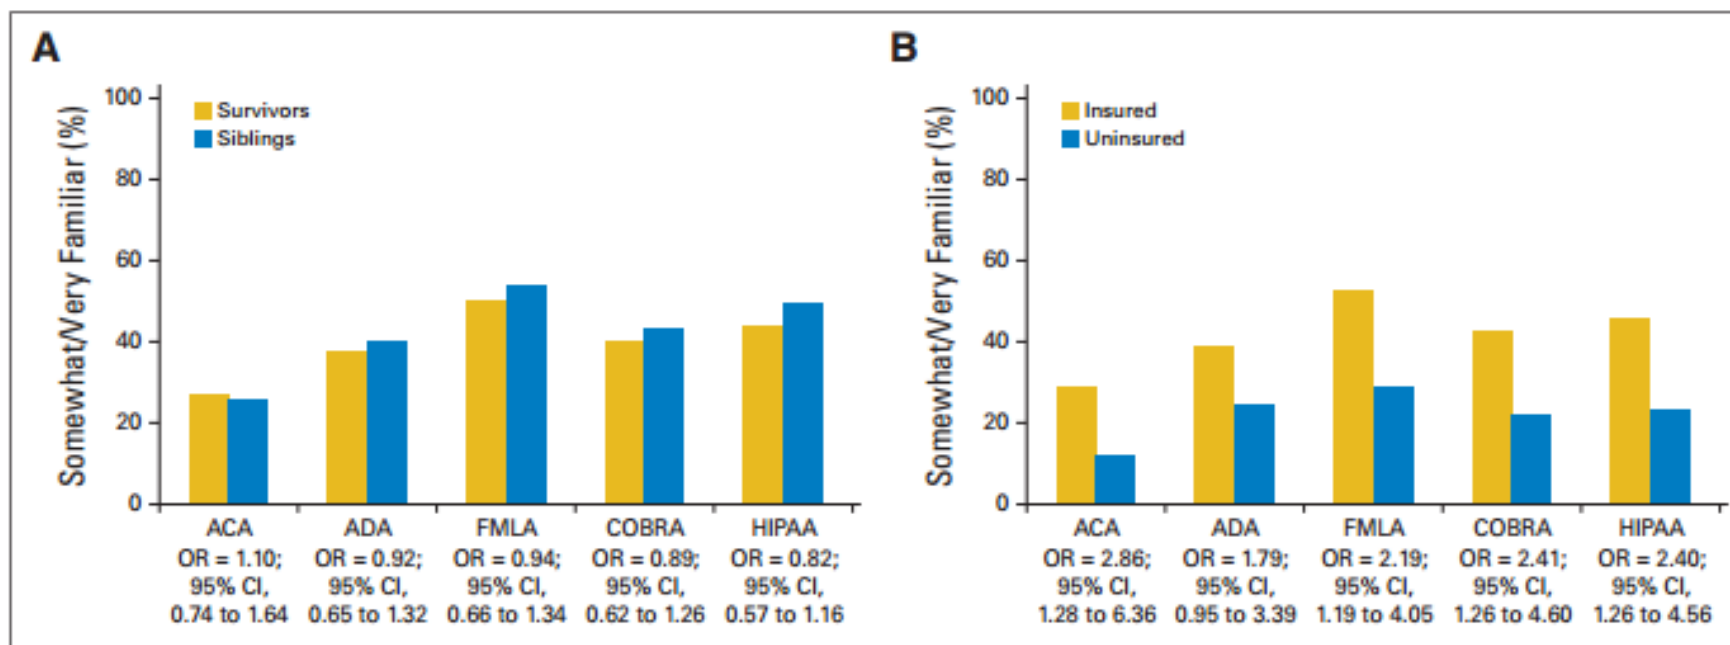 A
Somewhat/Very Familiar (%)
100
80
60
40
20
0
Survivors
Siblings
ACA
OR = 1.10;
95% CI,
0.74 to 1.64
ADA
OR = 0.92;
95% CI,
0.65 to 1.32
FMLA
OR = 0.94;
95% CI,
0.66 to 1.34
COBRA
OR = 0.89;
95% CI,
0.62 to 1.26
HIPAA
OR = 0.82;
95% CI,
0.57 to 1.16
B
Somewhat/Very Familiar (%)
100
80
60
40
20
0
Insured
Uninsured
ACA
OR = 2.86;
95% CI,
1.28 to 6.36
ADA
OR = 1.79;
95% CI,
0.95 to 3.39
FMLA
OR = 2.19;
95% CI,
1.19 to 4.05
COBRA
OR = 2.41;
95% CI,
1.26 to 4.60
HIPAA
OR = 2.40;
95% CI,
1.26 to 4.56